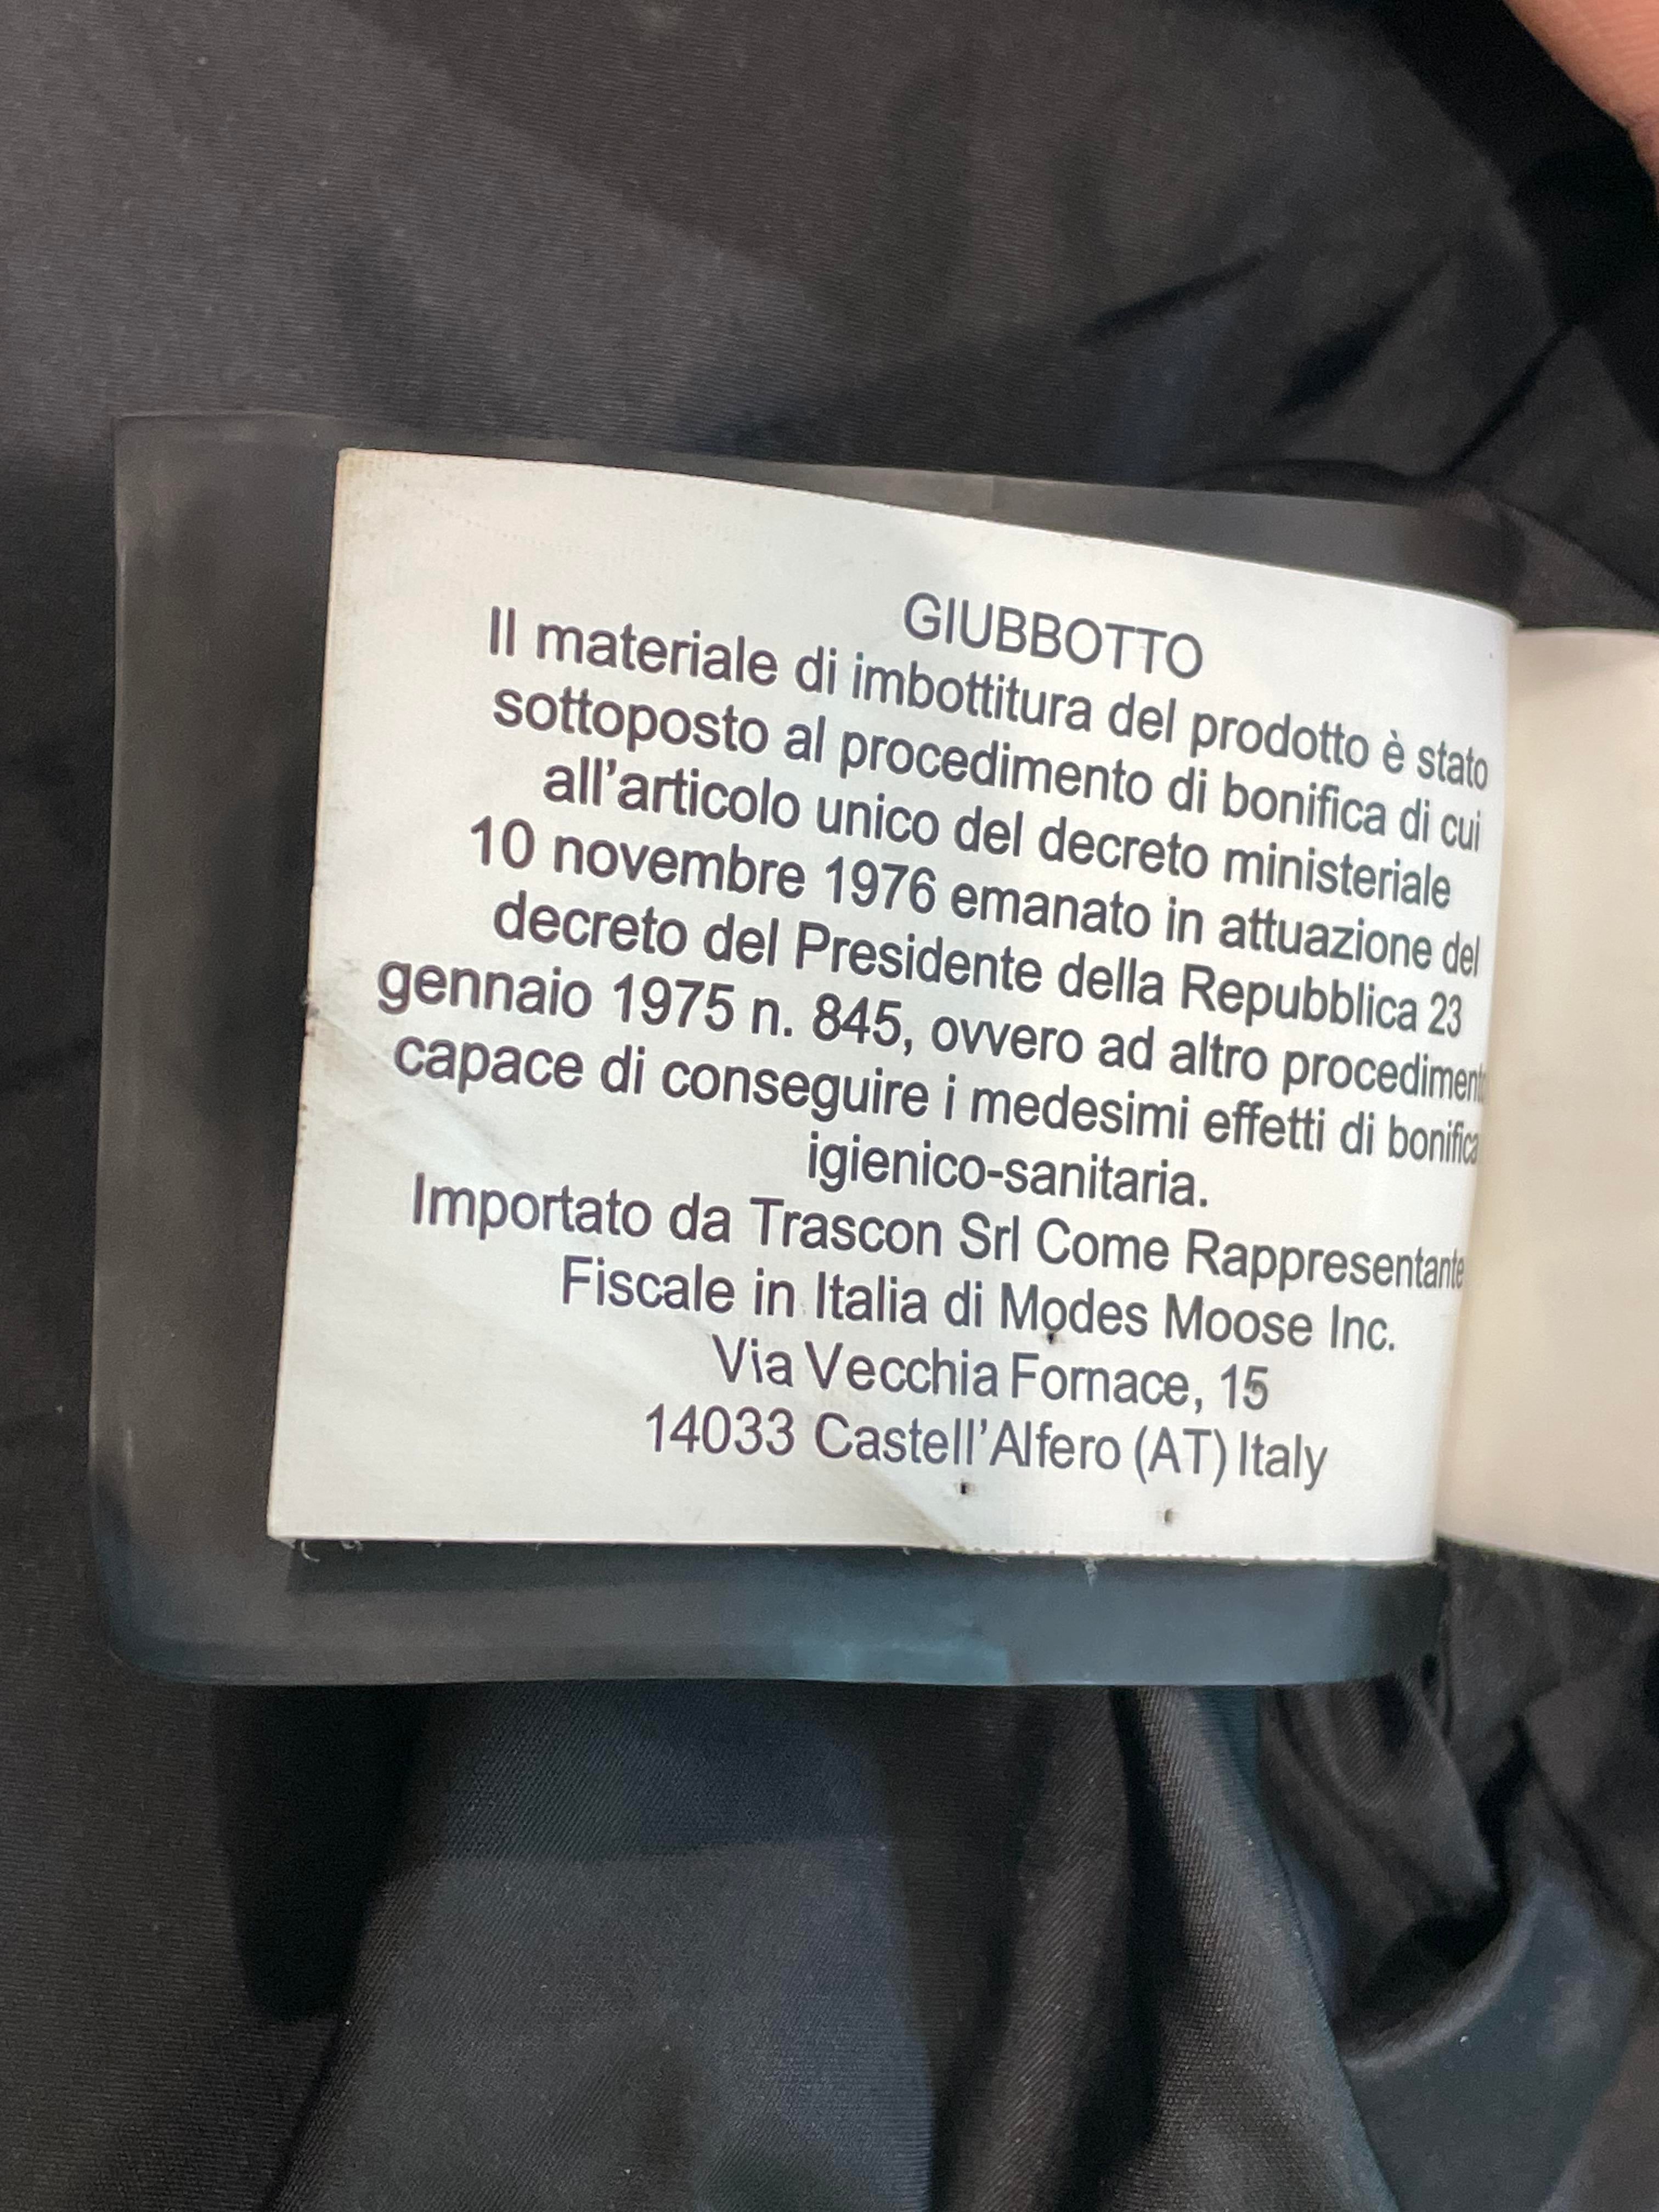 GIUBBOTTO
Il materiale di imbottitura del prodotto è stato
sottoposto al procedimento di bonifica di cui
all'articolo unico del decreto ministeriale
10 novembre 1976 emanato in attuazione del
decreto del Presidente della Repubblica 23
gennaio 1975 n. 845, ovvero ad altro procedimento
capace di conseguire i medesimi effetti di bonifica
igienico-sanitaria.
Importato da Trascon Srl Come Rappresentante
Fiscale in Italia di Modes Moose Inc.
Via Vecchia Fornace, 15
14033 Castell'Alfero (AT) Italy